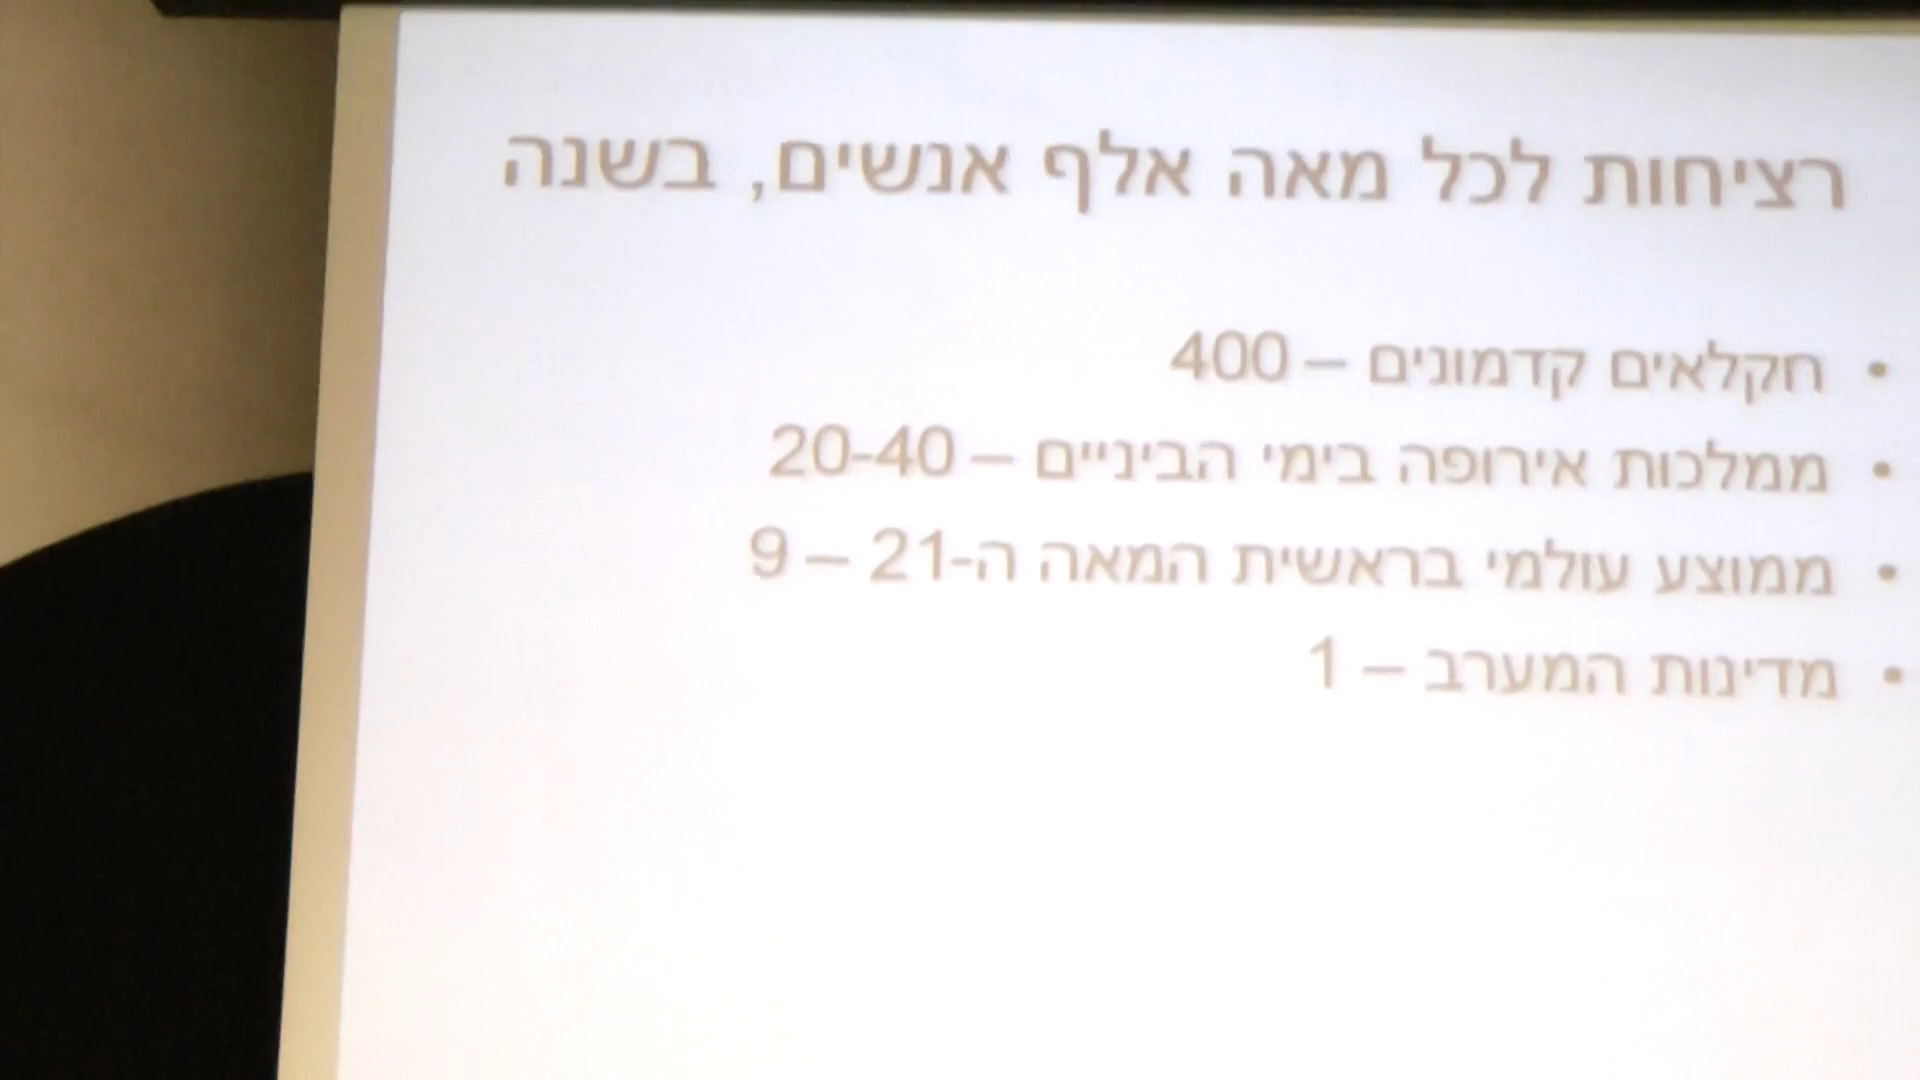 רציחות לכל מאה אלף אנשים, בשנה
• חקלאים קדמונים – 400
• ממלכות אירופה בימי הביניים – 20-40
• ממוצע עולמי בראשית המאה ה-21 – 9
• מדינות המערב – 1